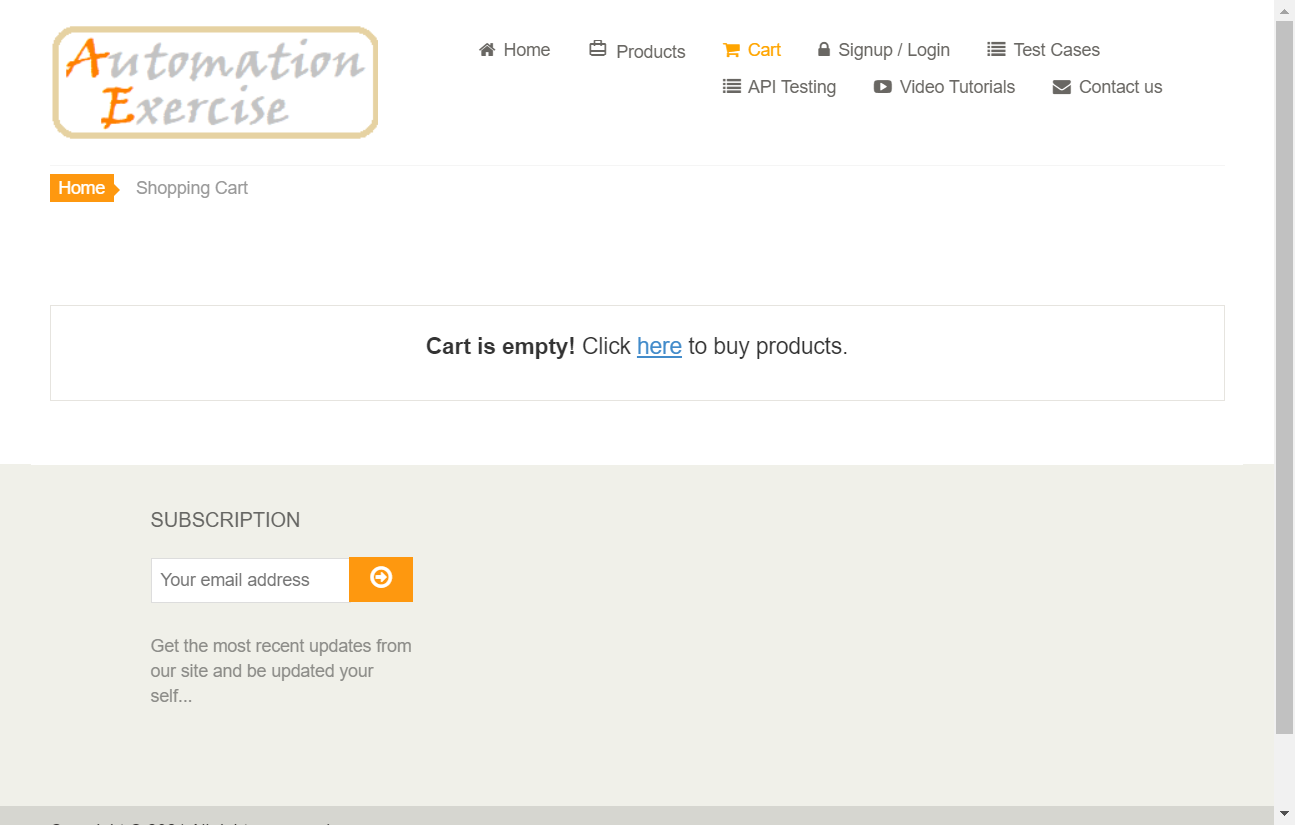 Automation
Exercise
Home Products Cart Signup / Login Test Cases
API Testing Video Tutorials Contact us
Home Shopping Cart
Cart is empty! Click here to buy products.
SUBSCRIPTION
Your email address
Get the most recent updates from
our site and be updated your
self...